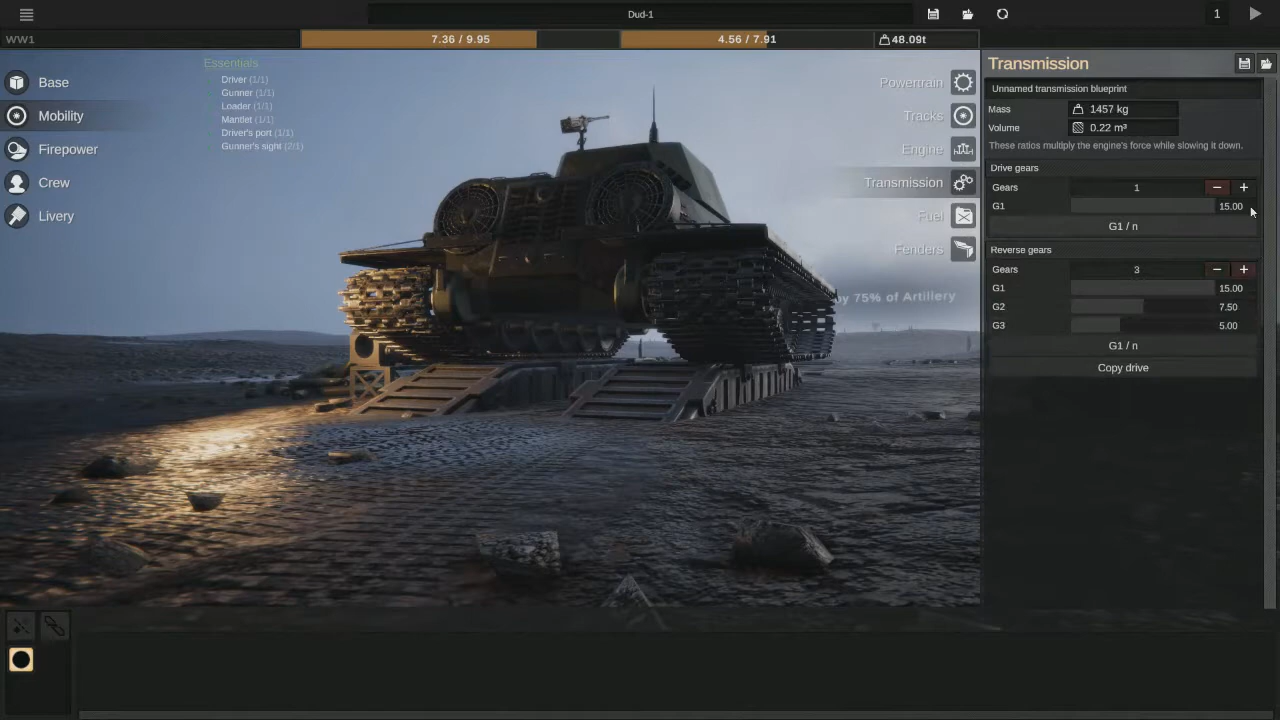 Dud-1
1
WW1
7.36 / 9.95
4.56 / 7.91
48.09t
Base
Mobility
Firepower
Crew
Livery
Essentials
Driver (1/1)
Gunner (1/1)
Loader (1/1)
Mantlet (1/1)
Driver's port (1/1)
Gunner's sight (2/1)
Powertrain
Tracks
Engine
Transmission
Fuel
Fenders
by 75% of Artillery
Transmission
Unnamed transmission blueprint
Mass 1457 kg
Volume 0.22 m³
These ratios multiply the engine's force while slowing it down.
Drive gears
Gears 1 − +
G1 15.00
G1 / n
Reverse gears
Gears 3 − +
G1 15.00
G2 7.50
G3 5.00
G1 / n
Copy drive